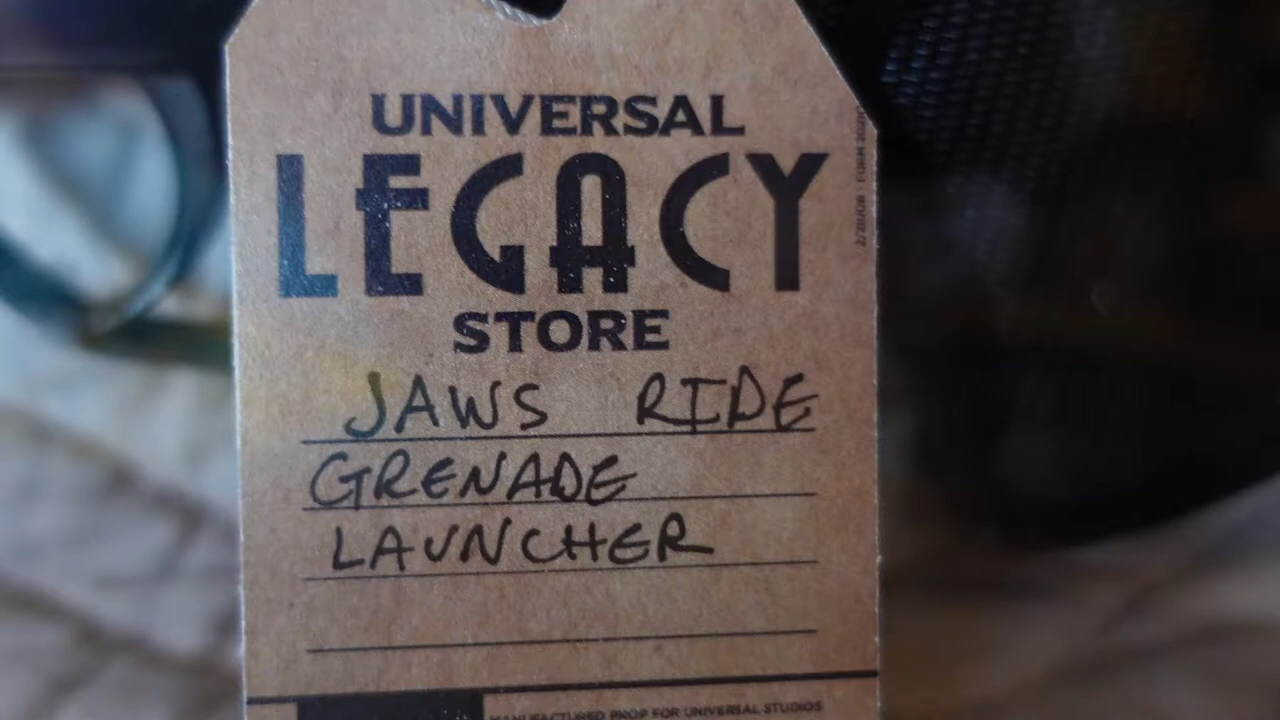 UNIVERSAL
LEGACY
STORE
JAWS RIDE
GRENADE
LAUNCHER
MANUFACTURED PROP FOR UNIVERSAL STUDIOS